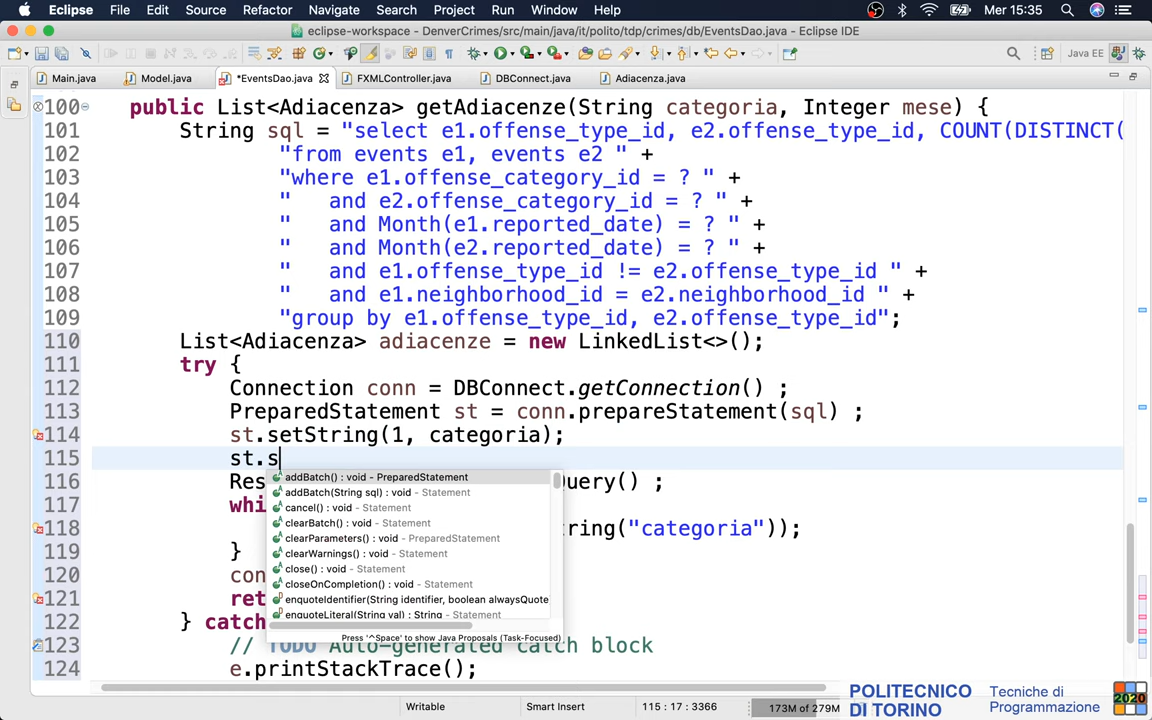 Eclipse File Edit Source Refactor Navigate Search Project Run Window Help Mer 15:35
eclipse-workspace - DenverCrimes/src/main/java/it/polito/tdp/crimes/db/EventsDao.java - Eclipse IDE
Java EE
Main.java Model.java *EventsDao.java FXMLController.java DBConnect.java Adiacenza.java
100 public List<Adiacenza> getAdiacenze(String categoria, Integer mese) {
101 String sql = "select e1.offense_type_id, e2.offense_type_id, COUNT(DISTINCT(
102 "from events e1, events e2 " +
103 "where e1.offense_category_id = ? " +
104 " and e2.offense_category_id = ? " +
105 " and Month(e1.reported_date) = ? " +
106 " and Month(e2.reported_date) = ? " +
107 " and e1.offense_type_id != e2.offense_type_id " +
108 " and e1.neighborhood_id = e2.neighborhood_id " +
109 "group by e1.offense_type_id, e2.offense_type_id";
110 List<Adiacenza> adiacenze = new LinkedList<>();
111 try {
112 Connection conn = DBConnect.getConnection() ;
113 PreparedStatement st = conn.prepareStatement(sql) ;
114 st.setString(1, categoria);
115 st.s
addBatch() : void - PreparedStatement
116 Res Query() ;
addBatch(String sql) : void - Statement
117 whi
cancel() : void - Statement
clearBatch() : void - Statement
118 ring("categoria"));
clearParameters() : void - PreparedStatement
119 }
clearWarnings() : void - Statement
120 con
close() : void - Statement
closeOnCompletion() : void - Statement
121 ret
enquoteIdentifier(String identifier, boolean alwaysQuote
122 } catch
enquoteLiteral(String val) : String - Statement
Press '^Space' to show Java Proposals (Task-Focused)
123 // TODO Auto-generated catch block
124 e.printStackTrace();
Writable Smart Insert 115 : 17 : 3366 173M of 279M
POLITECNICO
DI TORINO
Tecniche di
Programmazione
2020